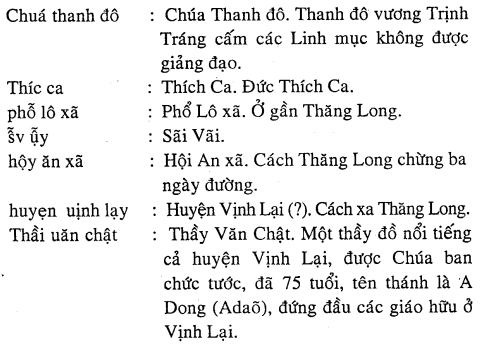 Chuá thanh đô : Chúa Thanh đô. Thanh đô vương Trịnh
Tráng cấm các Linh mục không được
giảng đạo.
Thíc ca : Thích Ca. Đức Thích Ca.
phỗ lô xã : Phổ Lô xã. Ở gần Thăng Long.
s̃v ũy : Sãi Vãi.
hộy ăn xã : Hội An xã. Cách Thăng Long chừng ba
ngày đường.
huyẹn uịnh lạy : Huyện Vịnh Lại (?). Cách xa Thăng Long.
Thầi uăn chật : Thầy Văn Chật. Một thầy đồ nổi tiếng
cả huyện Vịnh Lại, được Chúa ban
chức tước, đã 75 tuổi, tên thánh là A
Dong (Adaõ), đứng đầu các giáo hữu ở
Vịnh Lại.